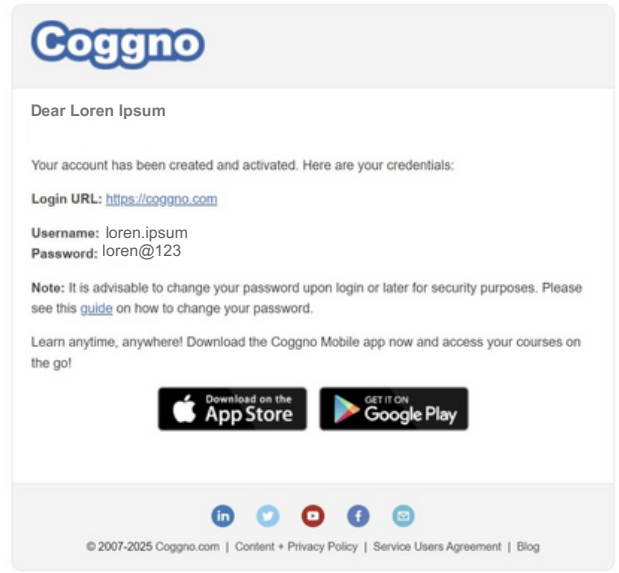 Coggno
Dear Loren Ipsum
Your account has been created and activated. Here are your credentials:
Login URL: https://coggno.com
Username: loren.ipsum
Password: loren@123
Note: It is advisable to change your password upon login or later for security purposes. Please
see this guide on how to change your password.
Learn anytime, anywhere! Download the Coggno Mobile app now and access your courses on
the go!
Download on the
App Store
GET IT ON
Google Play
in
f
© 2007-2025 Coggno.com | Content + Privacy Policy | Service Users Agreement | Blog